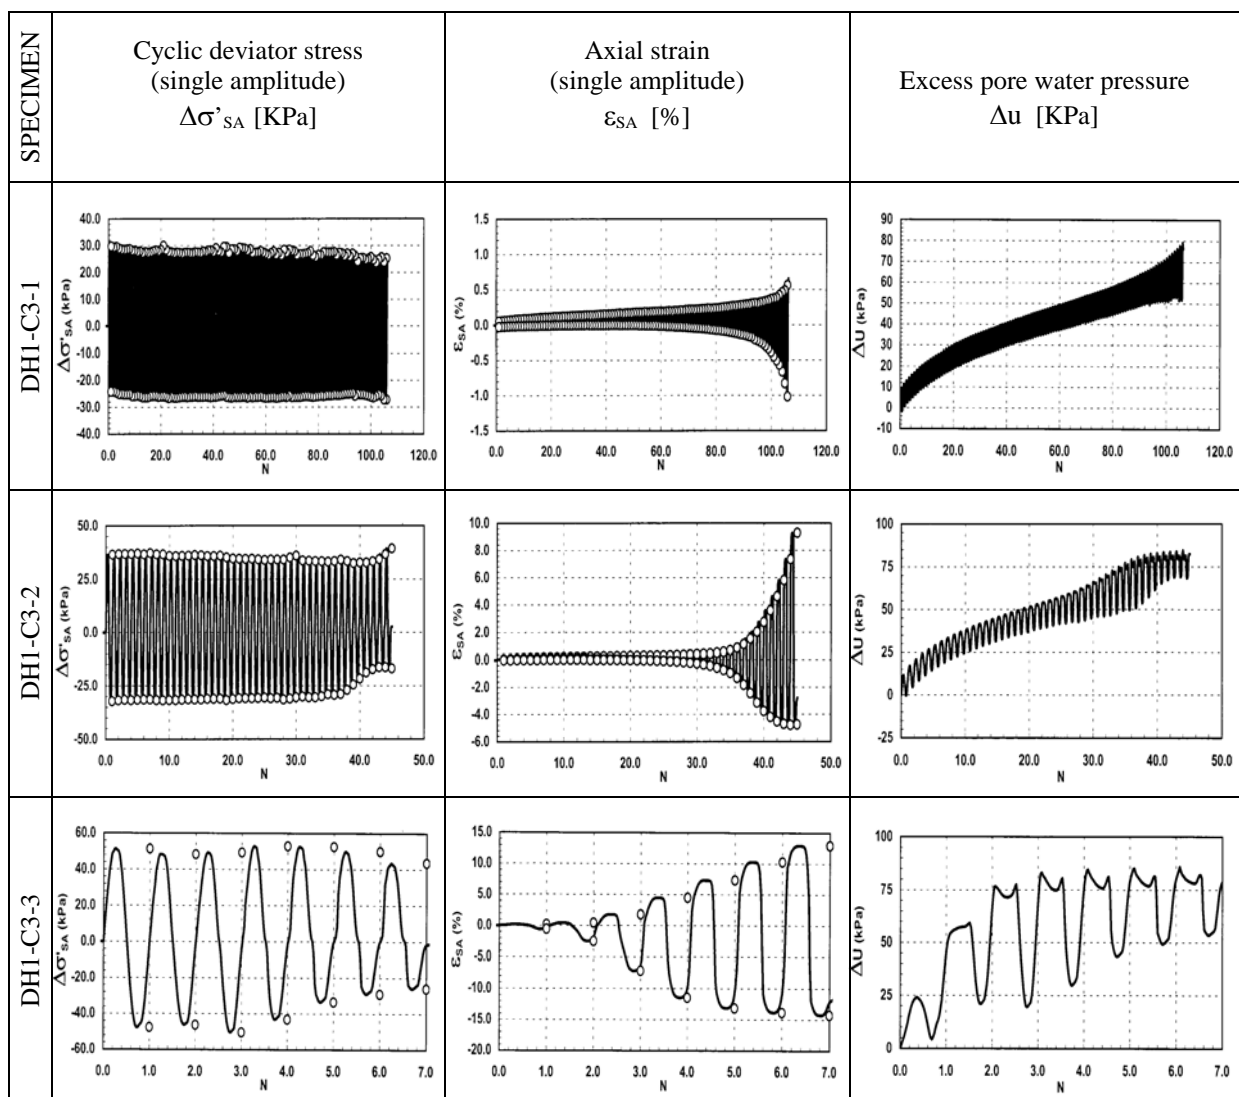 SPECIMEN
Cyclic deviator stress
(single amplitude)
Δσ’SA [KPa]
Axial strain
(single amplitude)
εSA [%]
Excess pore water pressure
Δu [KPa]
DH1-C3-1
Δσ'SA (kPa)
40.0
30.0
20.0
10.0
0.0
-10.0
-20.0
-30.0
-40.0
0.0 20.0 40.0 60.0 80.0 100.0 120.0
N
εSA (%)
1.5
1.0
0.5
0.0
-0.5
-1.0
-1.5
0.0 20.0 40.0 60.0 80.0 100.0 120.0
N
ΔU (kPa)
90
80
70
60
50
40
30
20
10
0
-10
0.0 20.0 40.0 60.0 80.0 100.0 120.0
N
DH1-C3-2
Δσ'SA (kPa)
50.0
25.0
0.0
-25.0
-50.0
0.0 10.0 20.0 30.0 40.0 50.0
N
εSA (%)
10.0
8.0
6.0
4.0
2.0
0.0
-2.0
-4.0
-6.0
0.0 10.0 20.0 30.0 40.0 50.0
N
ΔU (kPa)
100
75
50
25
0
-25
0.0 10.0 20.0 30.0 40.0 50.0
N
DH1-C3-3
Δσ'SA (kPa)
60.0
40.0
20.0
0.0
-20.0
-40.0
-60.0
0.0 1.0 2.0 3.0 4.0 5.0 6.0 7.0
N
εSA (%)
15.0
10.0
5.0
0.0
-5.0
-10.0
-15.0
-20.0
0.0 1.0 2.0 3.0 4.0 5.0 6.0 7.0
N
ΔU (kPa)
100
75
50
25
0
0.0 1.0 2.0 3.0 4.0 5.0 6.0 7.0
N